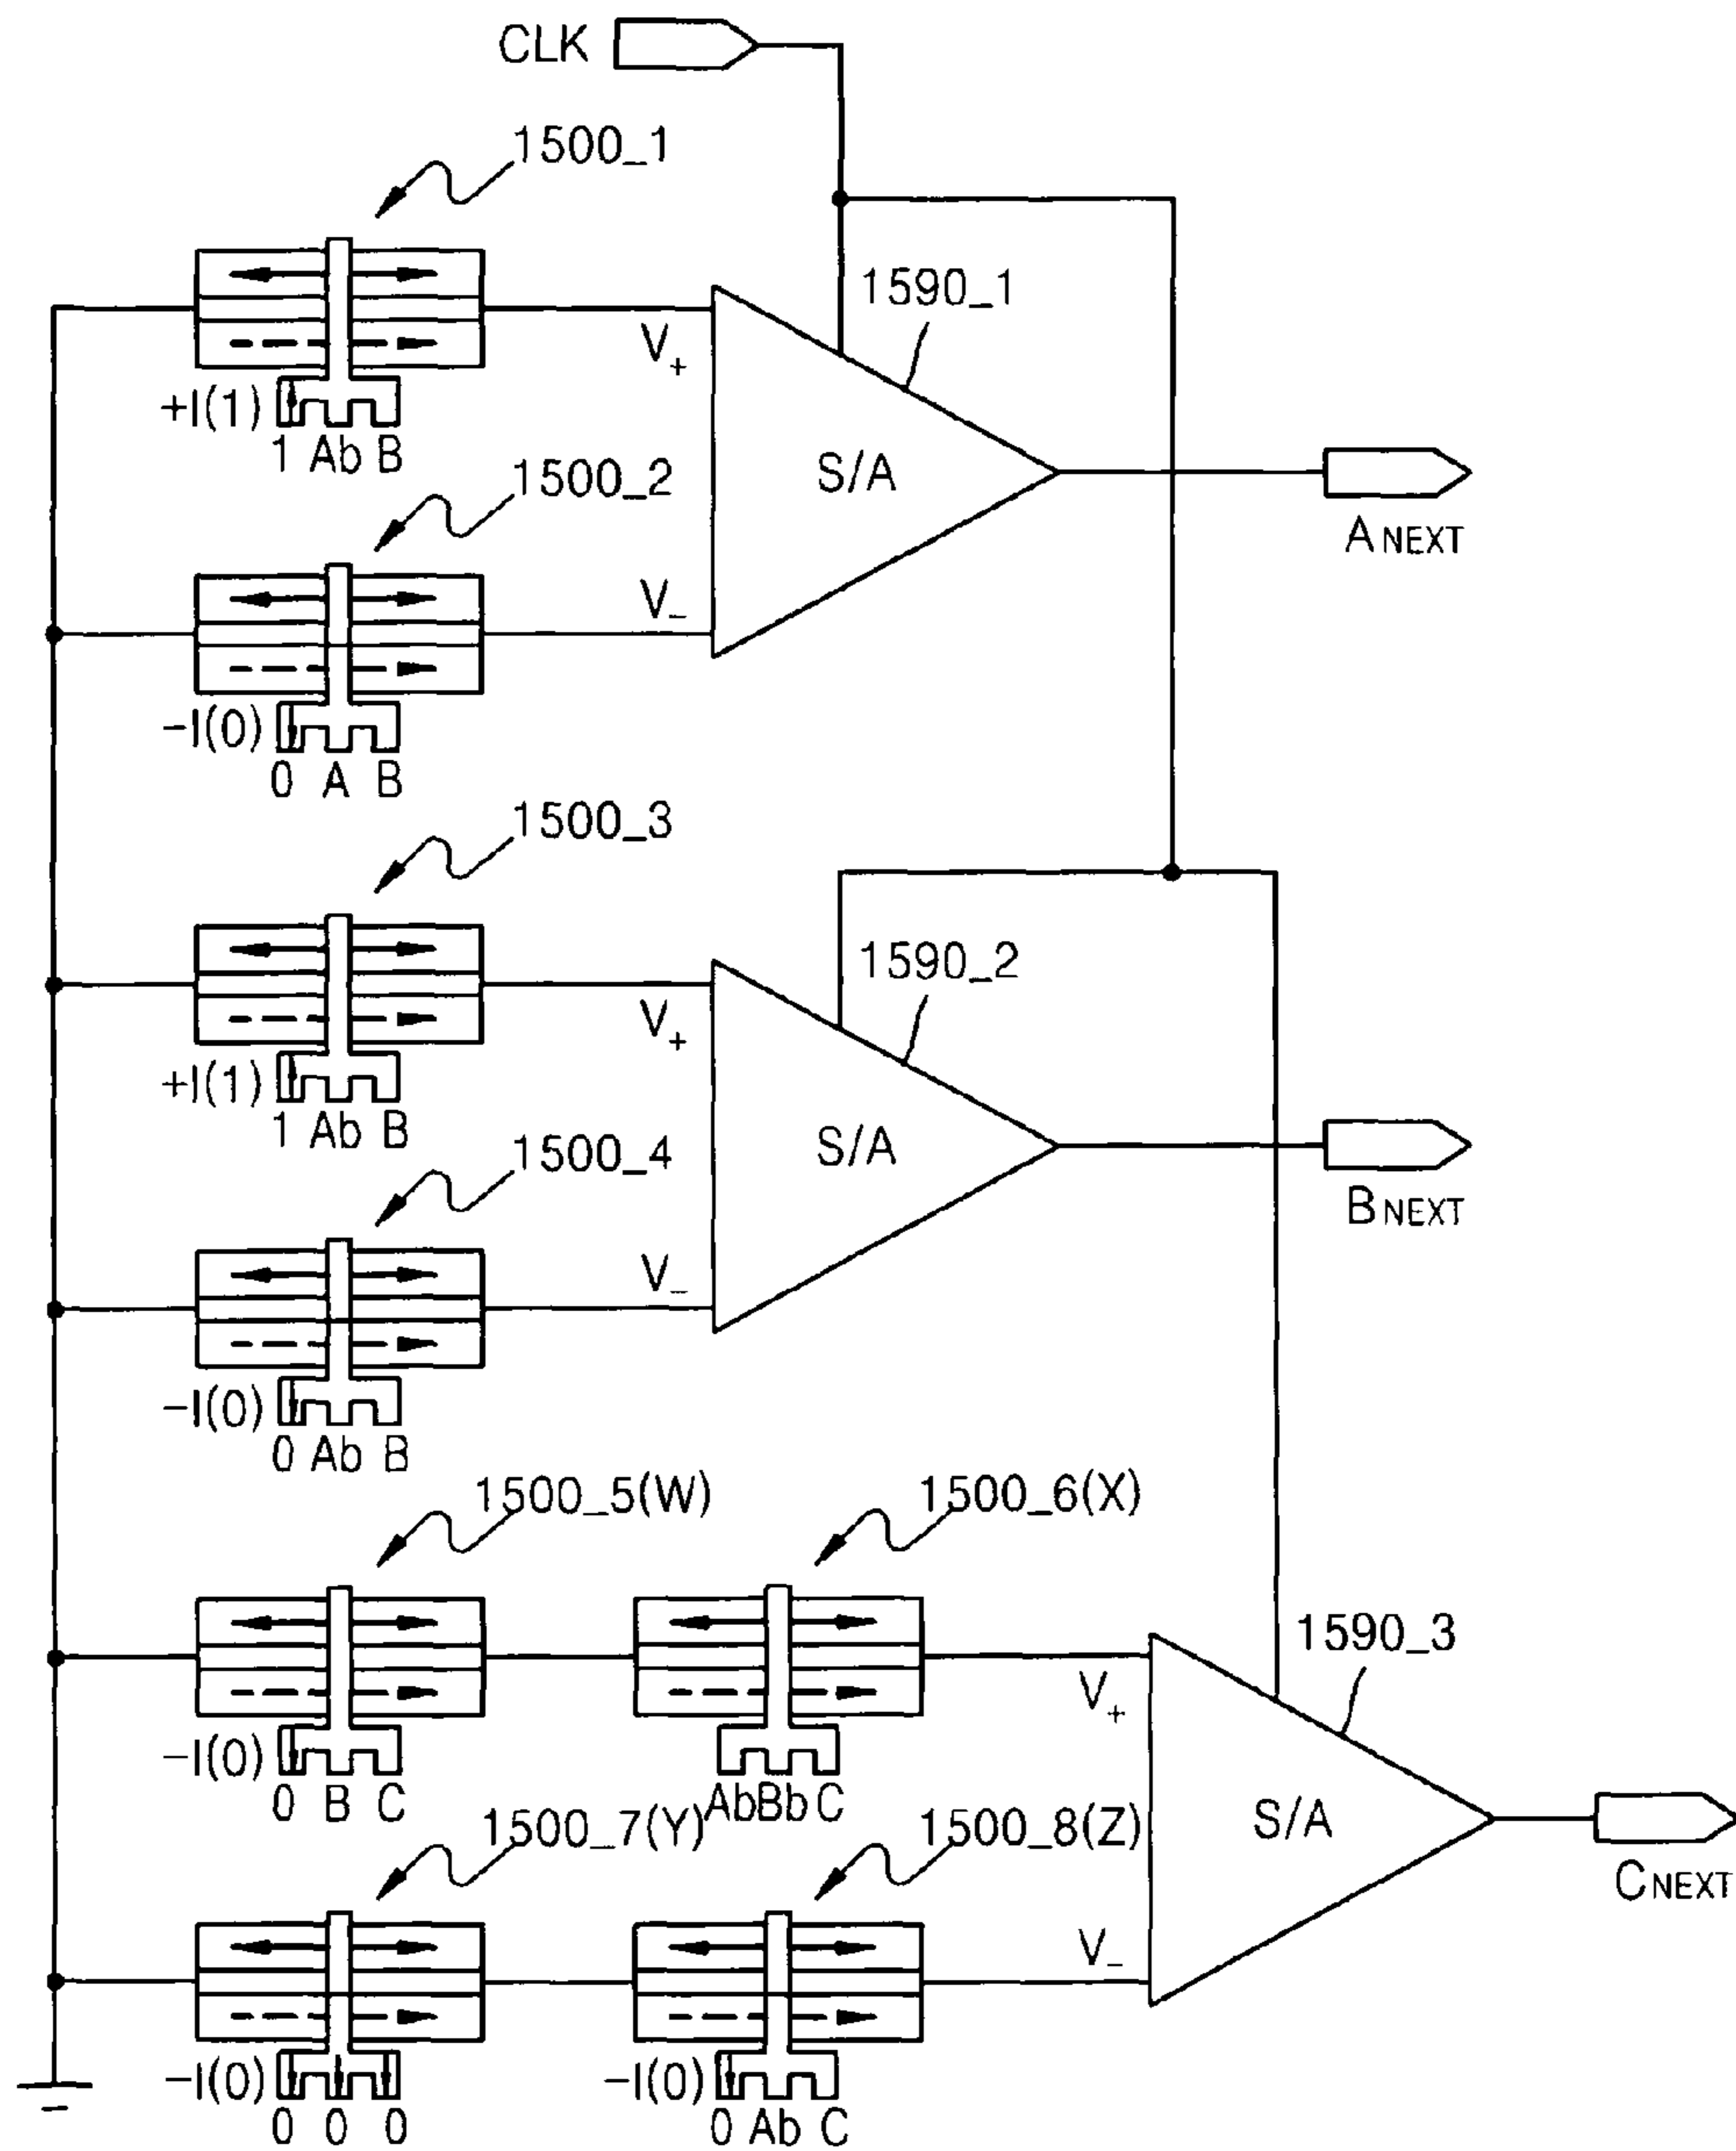 CLK
1500_1
1590_1
V+
+I(1)
1 Ab B
S/A
ANEXT
1500_2
V-
-I(0)
0 A B
1500_3
1590_2
V+
+I(1)
1 Ab B
S/A
BNEXT
1500_4
V-
-I(0)
0 Ab B
1500_5(W)
1500_6(X)
1590_3
V+
-I(0)
0 B C
AbBb C
S/A
CNEXT
1500_7(Y)
1500_8(Z)
V-
-I(0)
0 0 0
-I(0)
0 Ab C